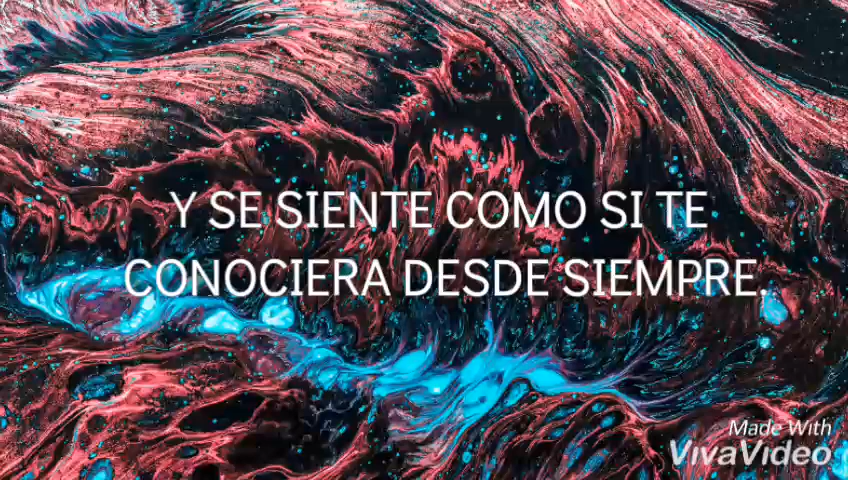 Y SE SIENTE COMO SI TE
CONOCIERA DESDE SIEMPRE.
Made With
VivaVideo